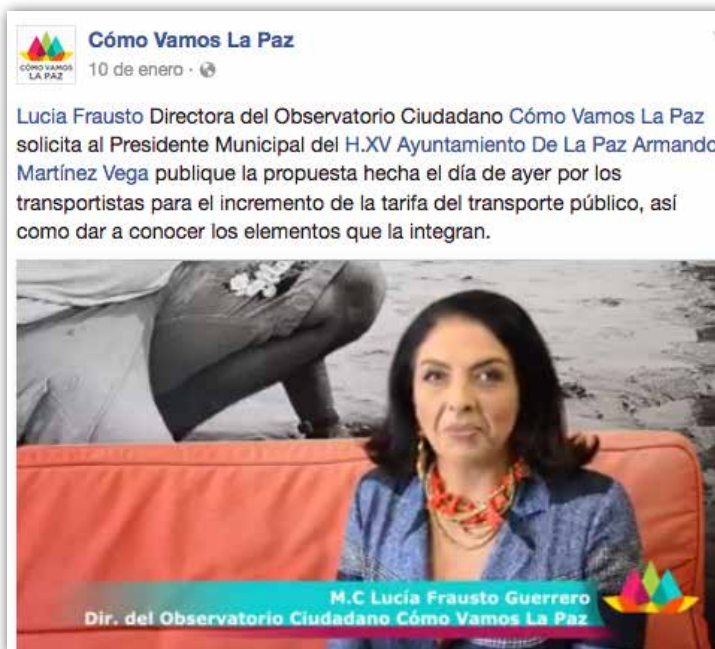 Cómo Vamos La Paz
CÓMO VAMOS
LA PAZ
10 de enero ·
Lucia Frausto Directora del Observatorio Ciudadano Cómo Vamos La Paz
solicita al Presidente Municipal del H.XV Ayuntamiento De La Paz Armando
Martínez Vega publique la propuesta hecha el día de ayer por los
transportistas para el incremento de la tarifa del transporte público, así
como dar a conocer los elementos que la integran.
M.C Lucía Frausto Guerrero
Dir. del Observatorio Ciudadano Cómo Vamos La Paz